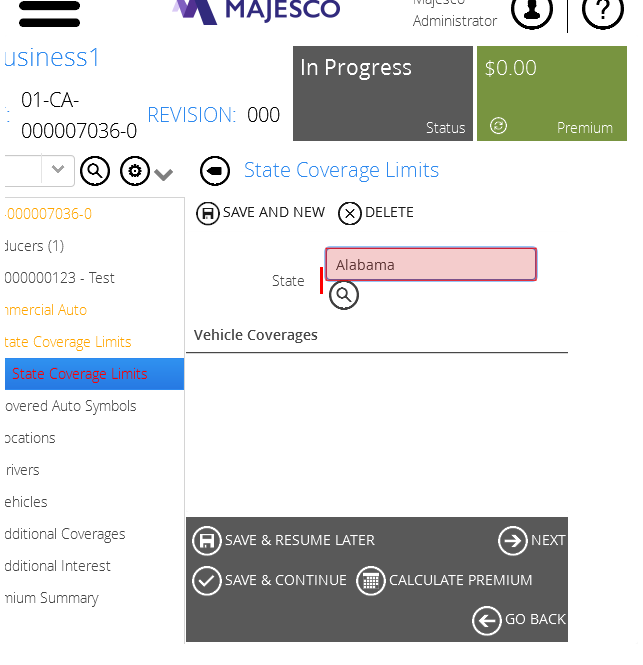 MAJESCO
Majesco
Administrator
?
usiness1
In Progress
$0.00
: 01-CA-000007036-0
REVISION: 000
Status
Premium
State Coverage Limits
-000007036-0
SAVE AND NEW
DELETE
ducers (1)
000000123 - Test
State
Alabama
mmercial Auto
tate Coverage Limits
Vehicle Coverages
State Coverage Limits
overed Auto Symbols
ocations
rivers
ehicles
dditional Coverages
SAVE & RESUME LATER
NEXT
dditional Interest
SAVE & CONTINUE
CALCULATE PREMIUM
mium Summary
GO BACK